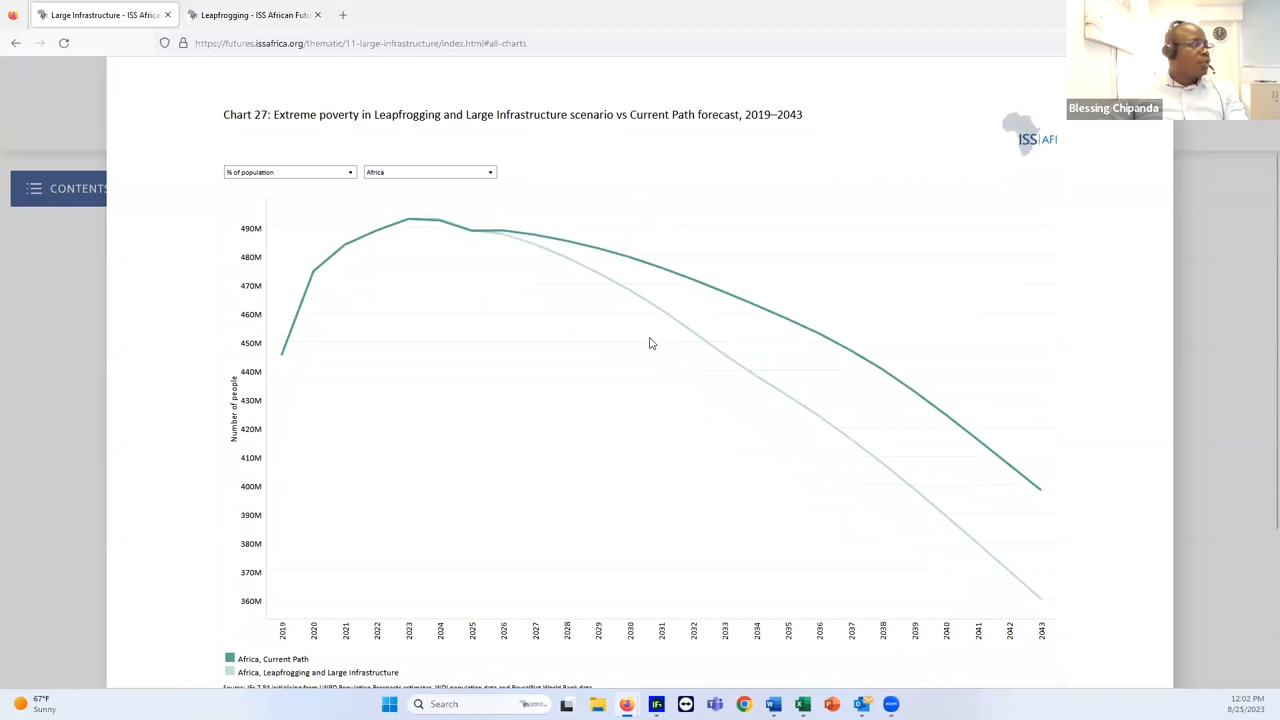 Large Infrastructure - ISS Africa
Leapfrogging - ISS African Futu
https://futures.issafrica.org/thematic/11-large-infrastructure/index.html#all-charts
Blessing Chipanda
Chart 27: Extreme poverty in Leapfrogging and Large Infrastructure scenario vs Current Path forecast, 2019–2043
ISS AFI
CONTENTS
% of population
Africa
490M
480M
470M
460M
450M
440M
430M
420M
410M
400M
390M
380M
370M
360M
Number of people
2019 2020 2021 2022 2023 2024 2025 2026 2027 2028 2029 2030 2031 2032 2033 2034 2035 2036 2037 2038 2039 2040 2041 2042 2043
Africa, Current Path
Africa, Leapfrogging and Large Infrastructure
67°F
Sunny
Search
12:02 PM
8/25/2023